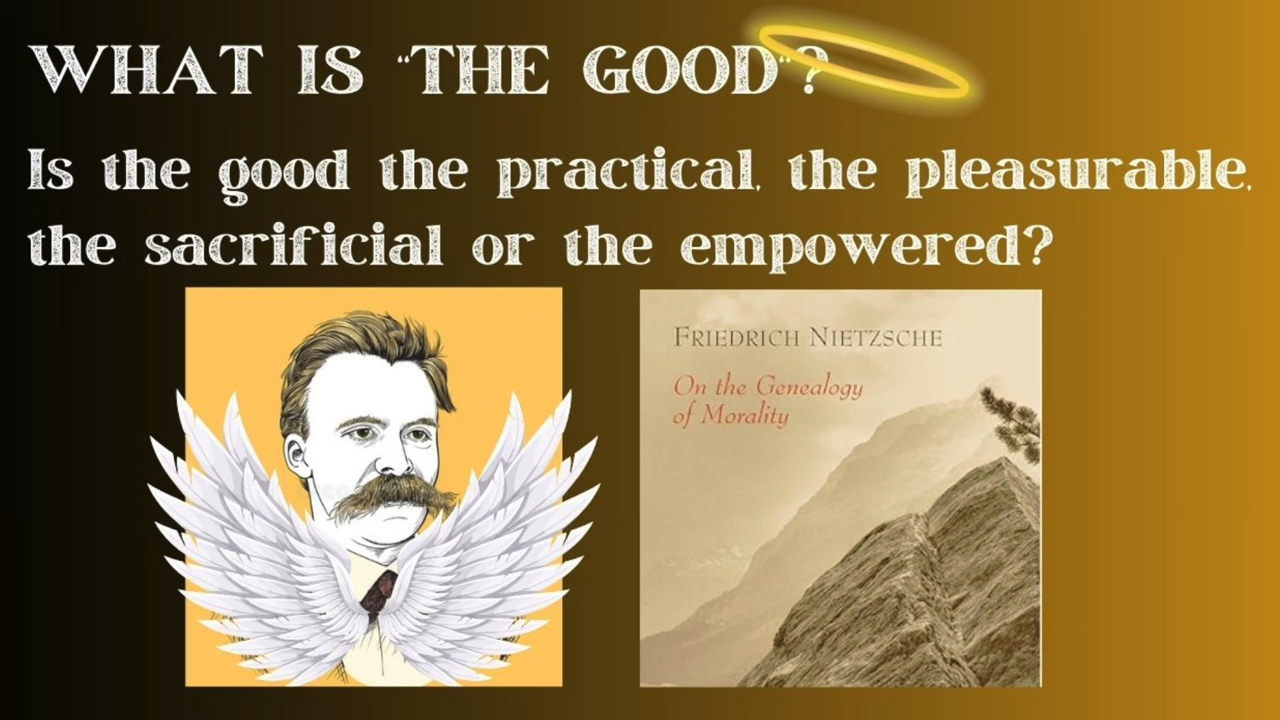 WHAT IS "THE GOOD"?
Is the good the practical, the pleasurable,
the sacrificial or the empowered?
FRIEDRICH NIETZSCHE
On the Genealogy
of Morality